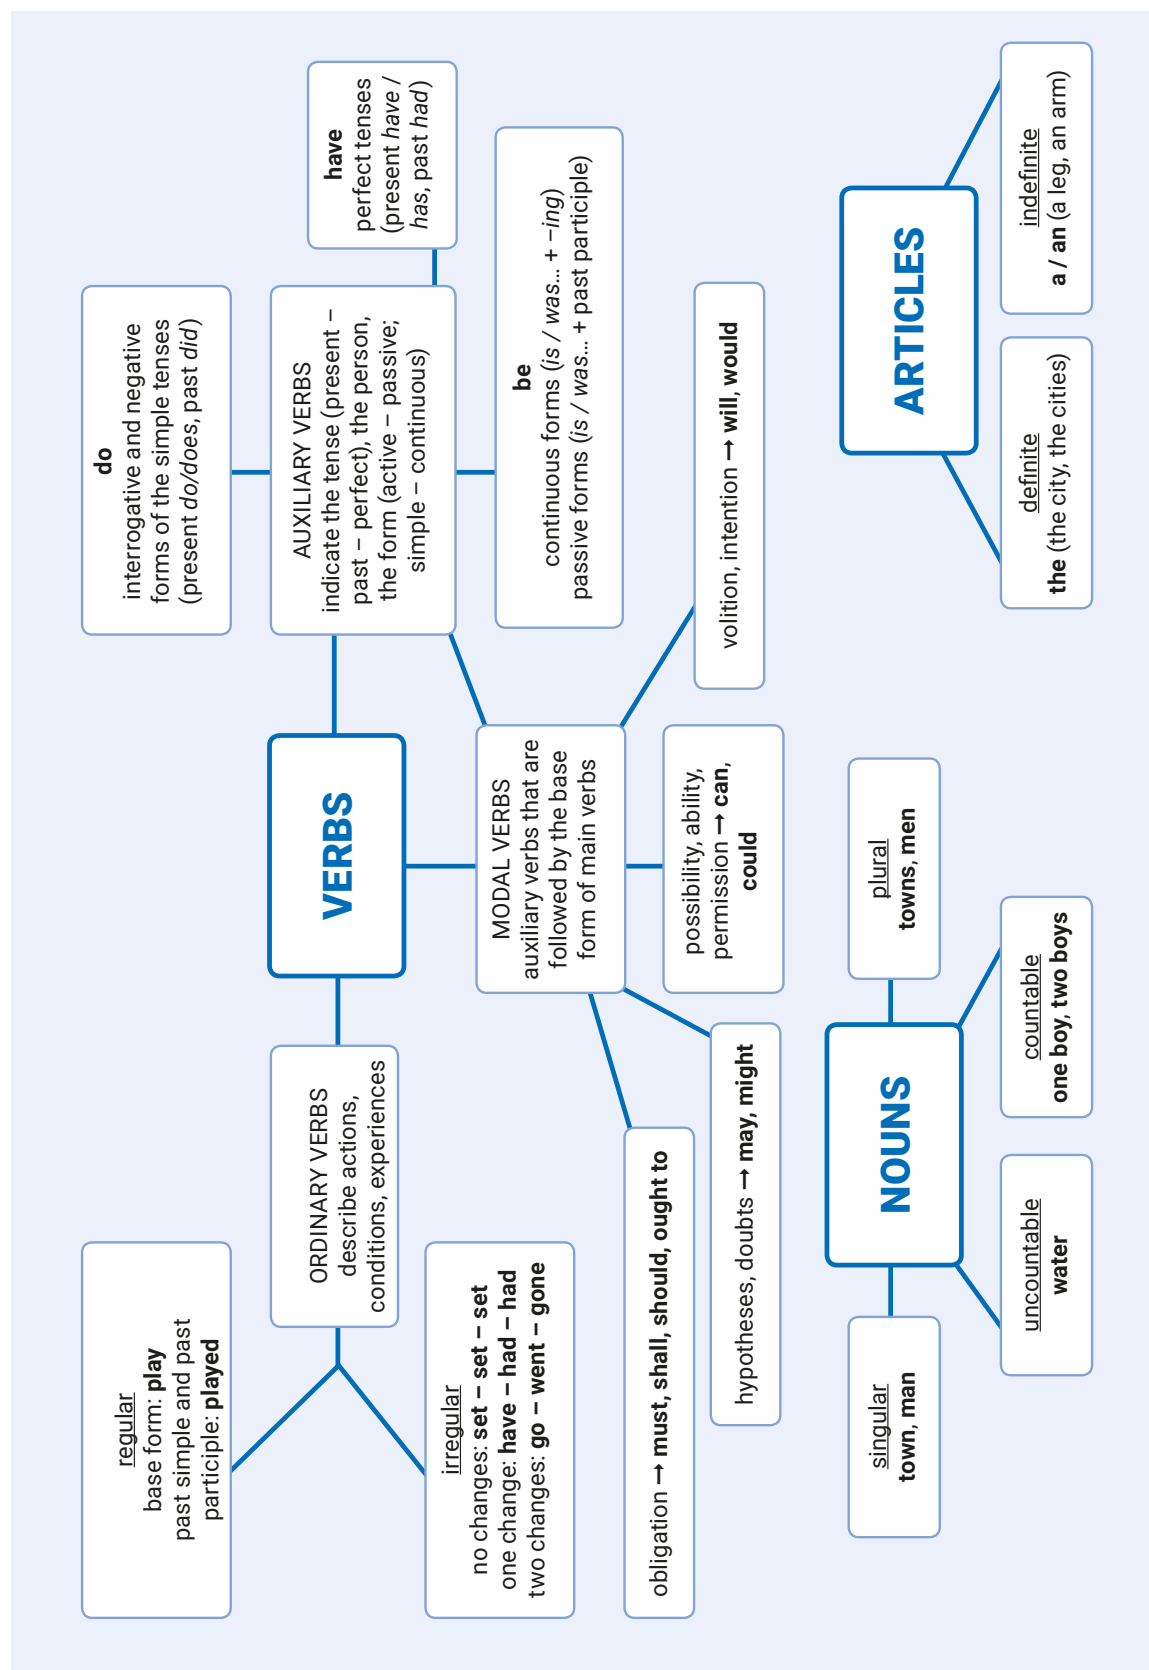 regular
base form: play
past simple and past
participle: played
do
interrogative and negative
forms of the simple tenses
(present do/does, past did)
ORDINARY VERBS
describe actions,
conditions, experiences
VERBS
AUXILIARY VERBS
indicate the tense (present –
past – perfect), the person,
the form (active – passive;
simple – continuous)
have
perfect tenses
(present have /
has, past had)
irregular
no changes: set – set – set
one change: have – had – had
two changes: go – went – gone
MODAL VERBS
auxiliary verbs that are
followed by the base
form of main verbs
be
continuous forms (is / was... + –ing)
passive forms (is / was... + past participle)
obligation → must, shall, should, ought to
hypotheses, doubts → may, might
possibility, ability,
permission → can,
could
volition, intention → will, would
NOUNS
singular
town, man
plural
towns, men
uncountable
water
countable
one boy, two boys
ARTICLES
definite
the (the city, the cities)
indefinite
a / an (a leg, an arm)